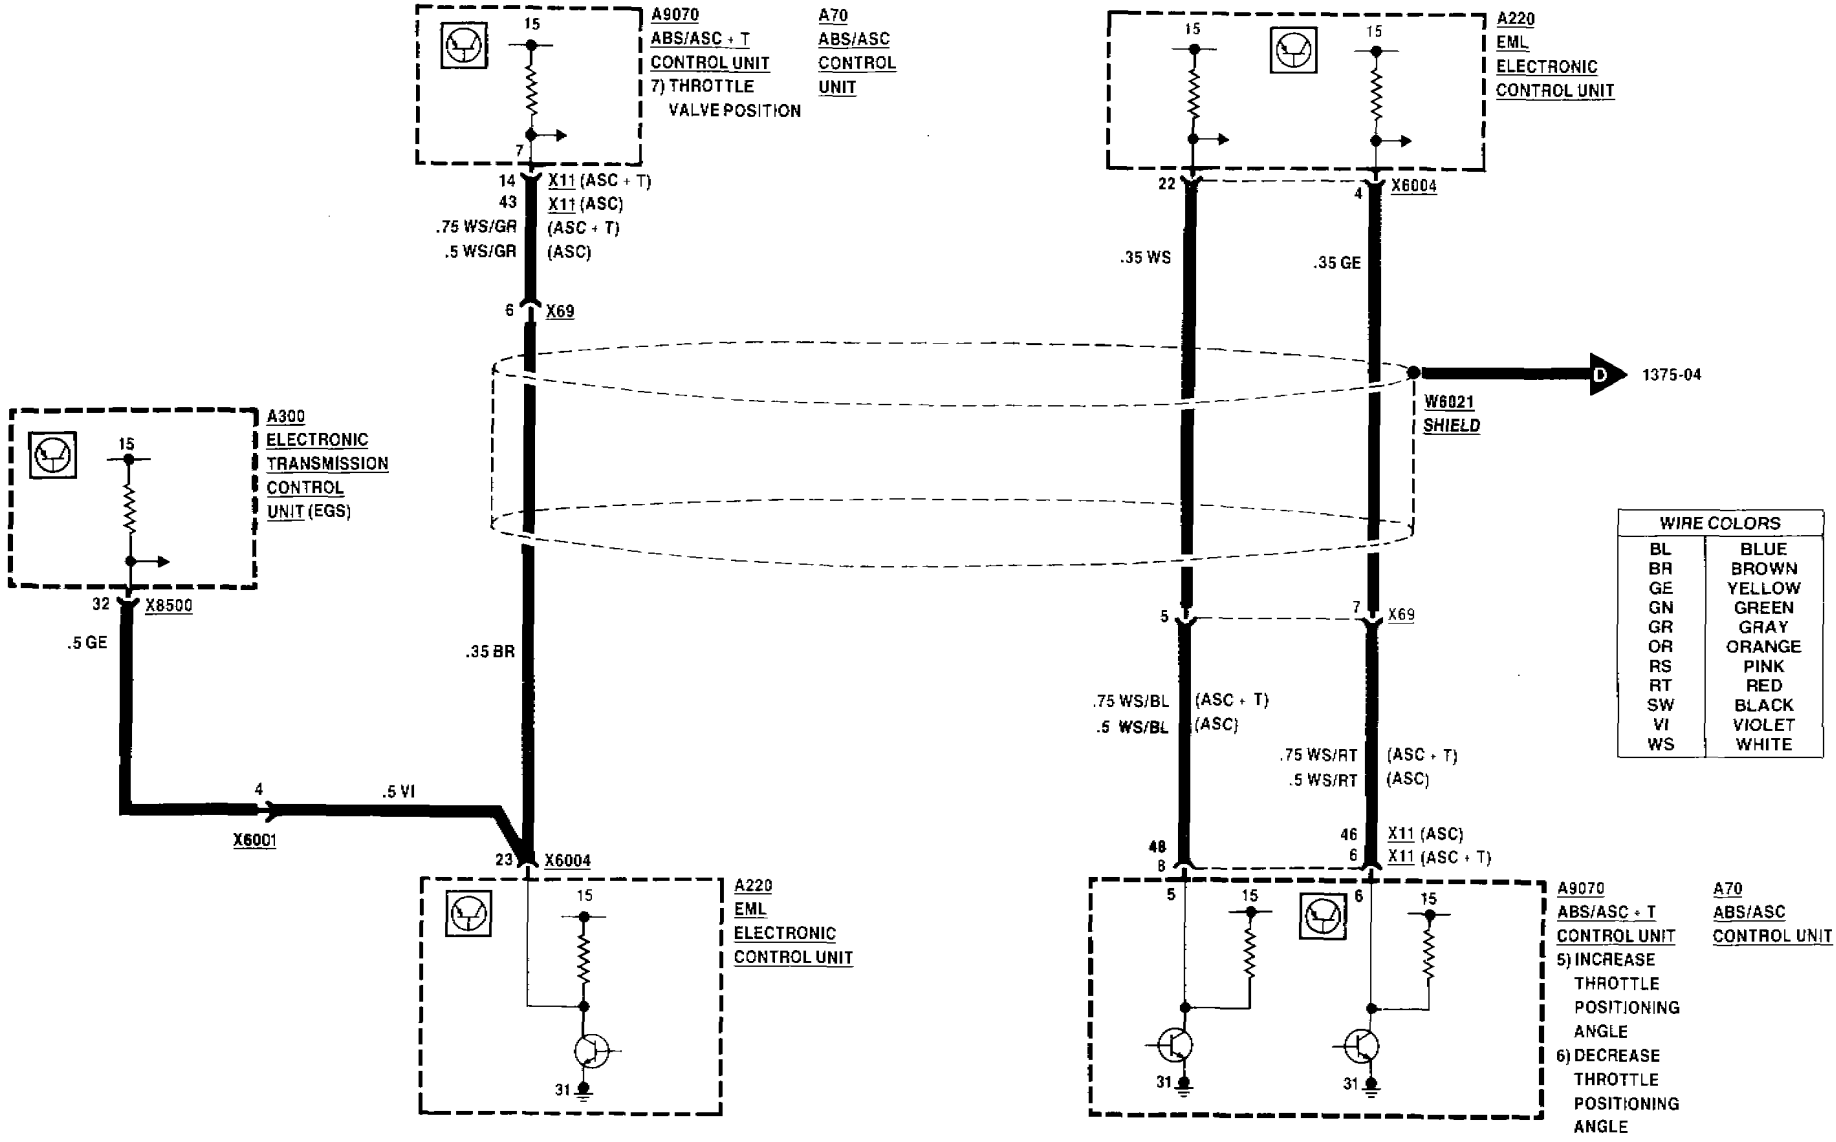 15
A9070
ABS/ASC + T
CONTROL UNIT
7) THROTTLE
VALVE POSITION
A70
ABS/ASC
CONTROL
UNIT
7
14 X11 (ASC + T)
43 X11 (ASC)
.75 WS/GR (ASC + T)
.5 WS/GR (ASC)
6 X69
15
15
A220
EML
ELECTRONIC
CONTROL UNIT
22
4 X6004
.35 WS
.35 GE
D 1375-04
W6021
SHIELD
15
A300
ELECTRONIC
TRANSMISSION
CONTROL
UNIT (EGS)
32 X8500
.5 GE
.35 BR
4
.5 VI
X6001
23 X6004
15
A220
EML
ELECTRONIC
CONTROL UNIT
31
5
7 X69
.75 WS/BL (ASC + T)
.5 WS/BL (ASC)
.75 WS/RT (ASC + T)
.5 WS/RT (ASC)
48
8
46 X11 (ASC)
6 X11 (ASC + T)
5
15
6
15
31
31
A9070
ABS/ASC + T
CONTROL UNIT
5) INCREASE
THROTTLE
POSITIONING
ANGLE
6) DECREASE
THROTTLE
POSITIONING
ANGLE
A70
ABS/ASC
CONTROL UNIT
WIRE COLORS
BL BLUE
BR BROWN
GE YELLOW
GN GREEN
GR GRAY
OR ORANGE
RS PINK
RT RED
SW BLACK
VI VIOLET
WS WHITE